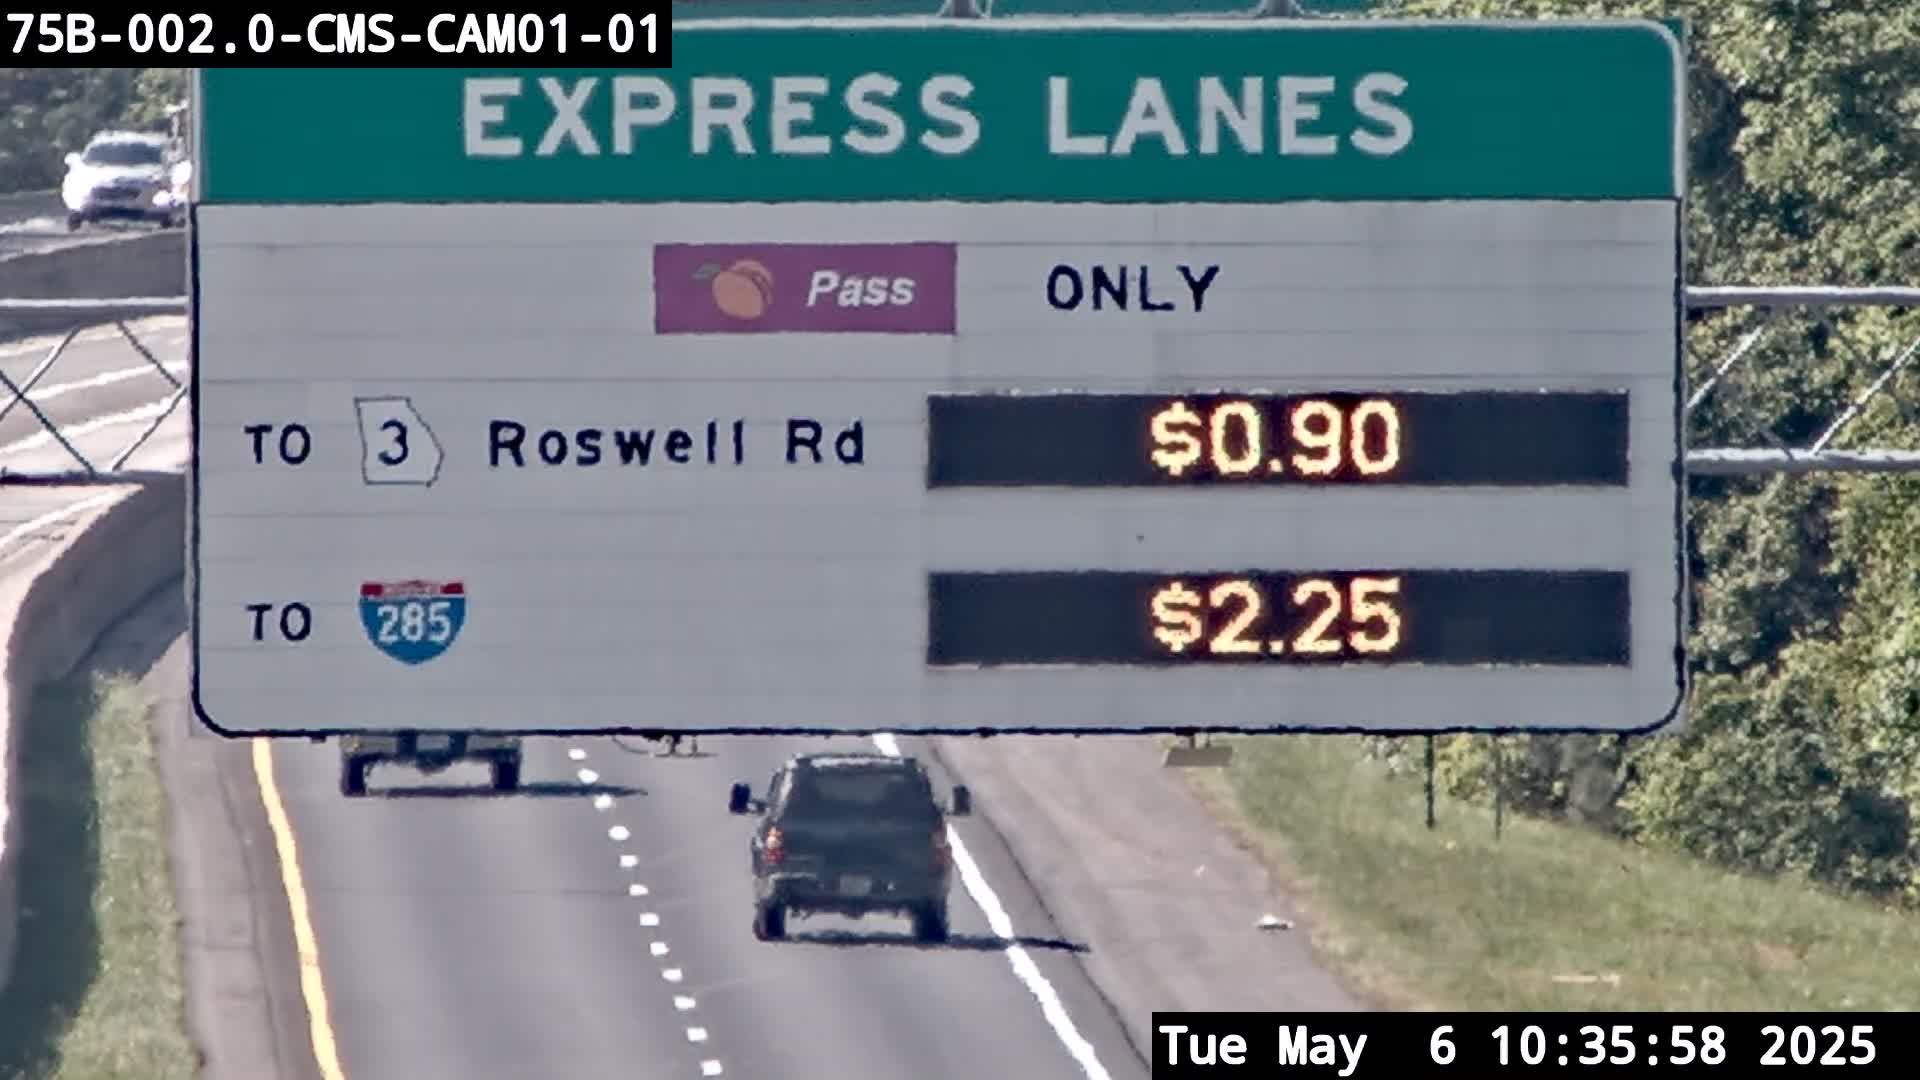 75B-002.0-CMS-CAM01-01
EXPRESS LANES
Pass ONLY
TO 3 Roswell Rd $0.90
TO 285 $2.25
Tue May 6 10:35:58 2025